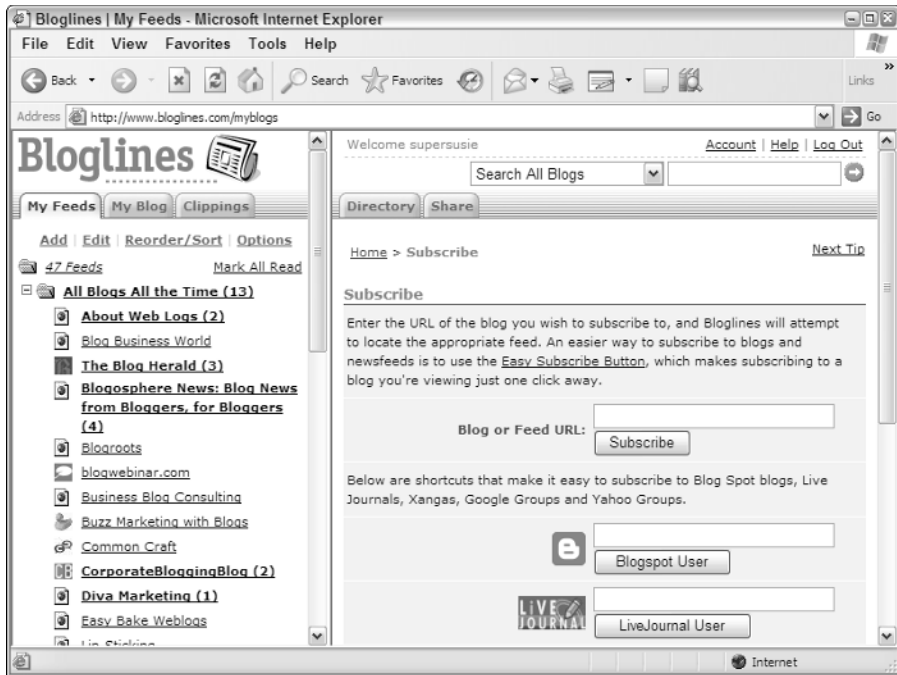 Bloglines | My Feeds - Microsoft Internet Explorer
File Edit View Favorites Tools Help
Back Search Favorites Links »
Address http://www.bloglines.com/myblogs Go
Bloglines
My Feeds My Blog Clippings
Add | Edit | Reorder/Sort | Options
47 Feeds Mark All Read
All Blogs All the Time (13)
About Web Logs (2)
Blog Business World
The Blog Herald (3)
Blogosphere News: Blog News
from Bloggers, for Bloggers
(4)
Blogroots
blogwebinar.com
Business Blog Consulting
Buzz Marketing with Blogs
Common Craft
CorporateBloggingBlog (2)
Diva Marketing (1)
Easy Bake Weblogs
Welcome supersusie Account | Help | Log Out
Search All Blogs
Directory Share
Home > Subscribe Next Tip
Subscribe
Enter the URL of the blog you wish to subscribe to, and Bloglines will attempt
to locate the appropriate feed. An easier way to subscribe to blogs and
newsfeeds is to use the Easy Subscribe Button, which makes subscribing to a
blog you're viewing just one click away.
Blog or Feed URL:
Subscribe
Below are shortcuts that make it easy to subscribe to Blog Spot blogs, Live
Journals, Xangas, Google Groups and Yahoo Groups.
Blogspot User
LiVE JOURNAL
LiveJournal User
Internet